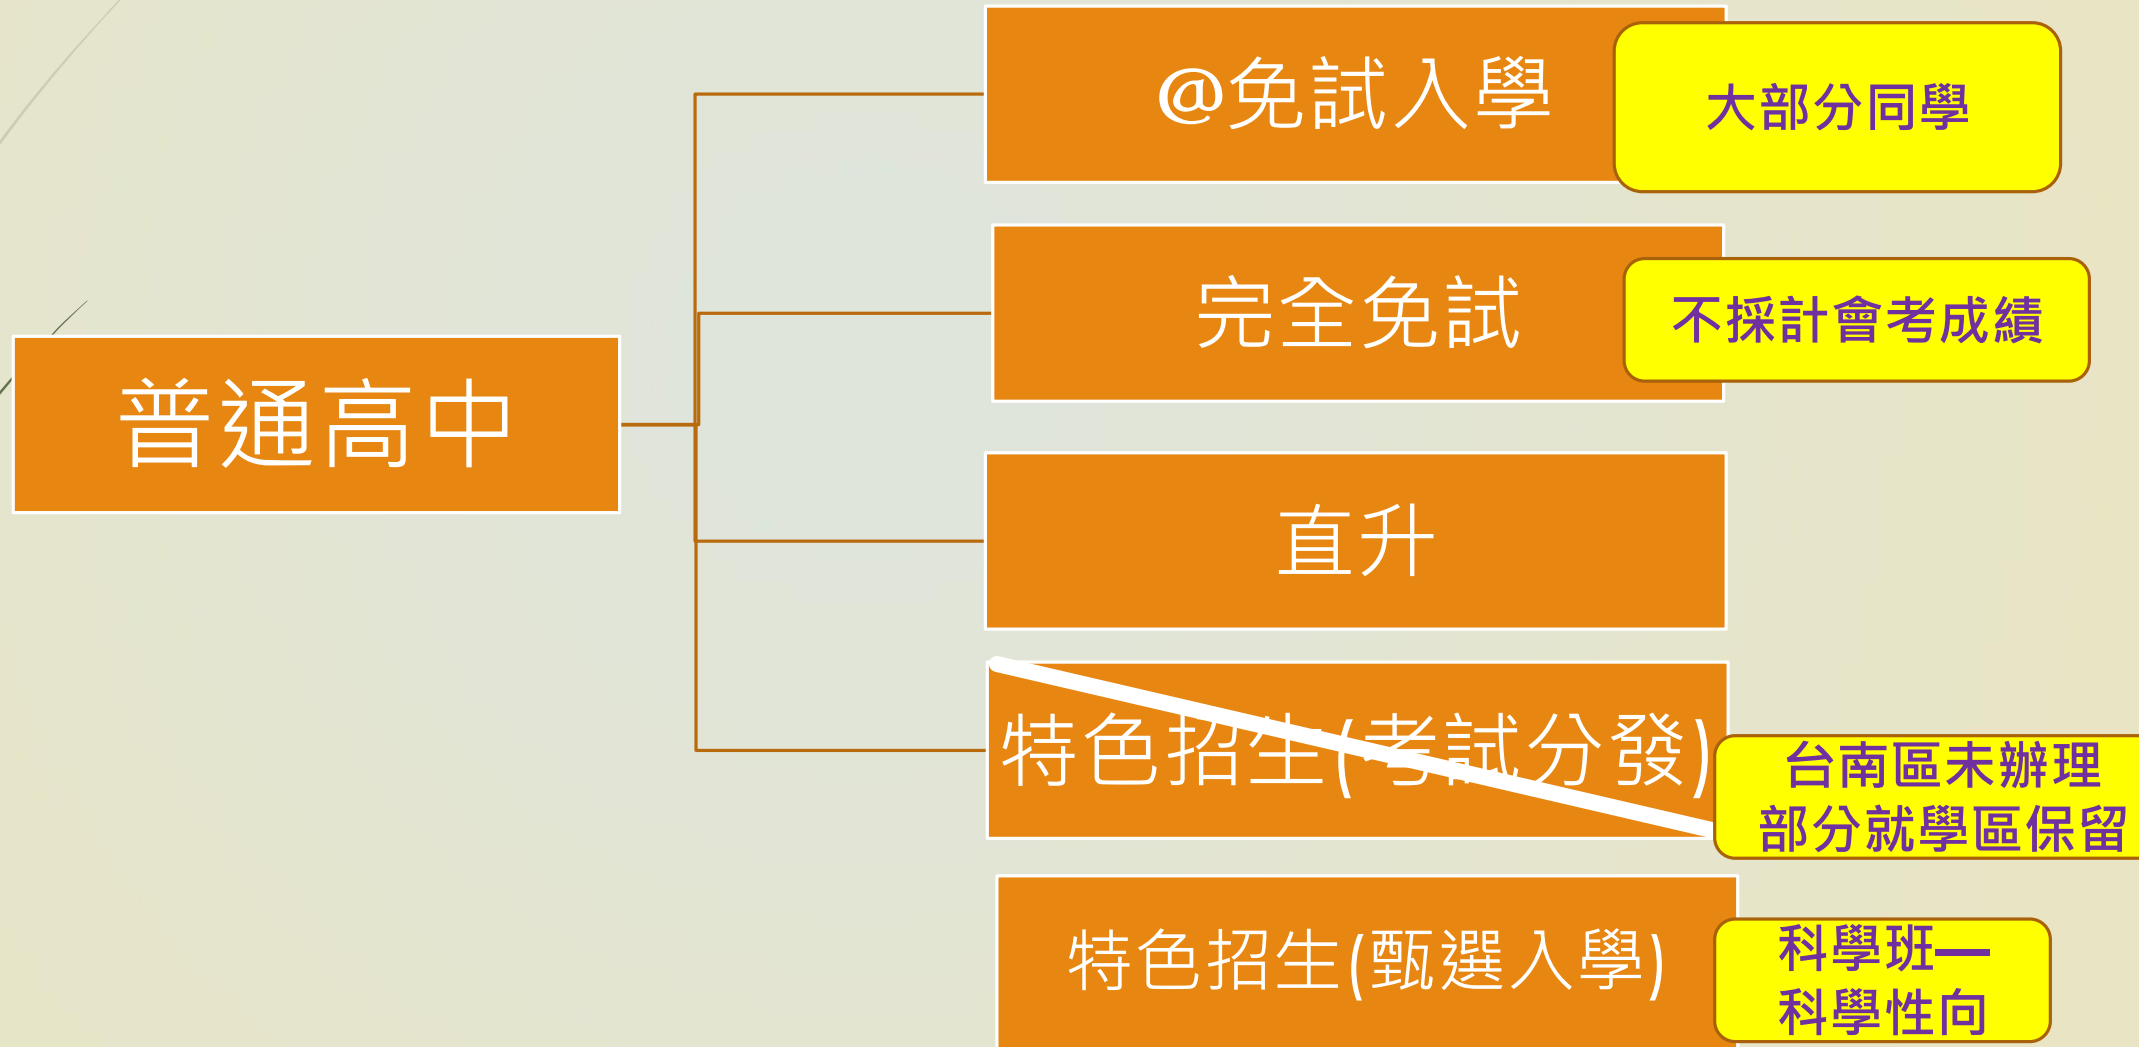 @免試入學
大部分同學
完全免試
不採計會考成績
普通高中
直升
特色招生(考試分發)
台南區未辦理
部分就學區保留
特色招生(甄選入學)
科學班—
科學性向